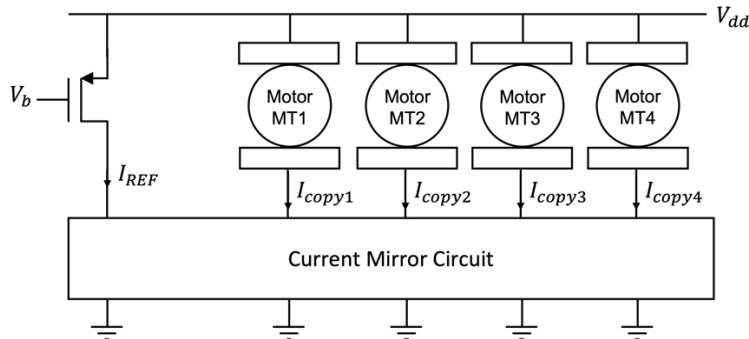 V_dd
V_b
Motor MT1
Motor MT2
Motor MT3
Motor MT4
I_REF
I_copy1
I_copy2
I_copy3
I_copy4
Current Mirror Circuit